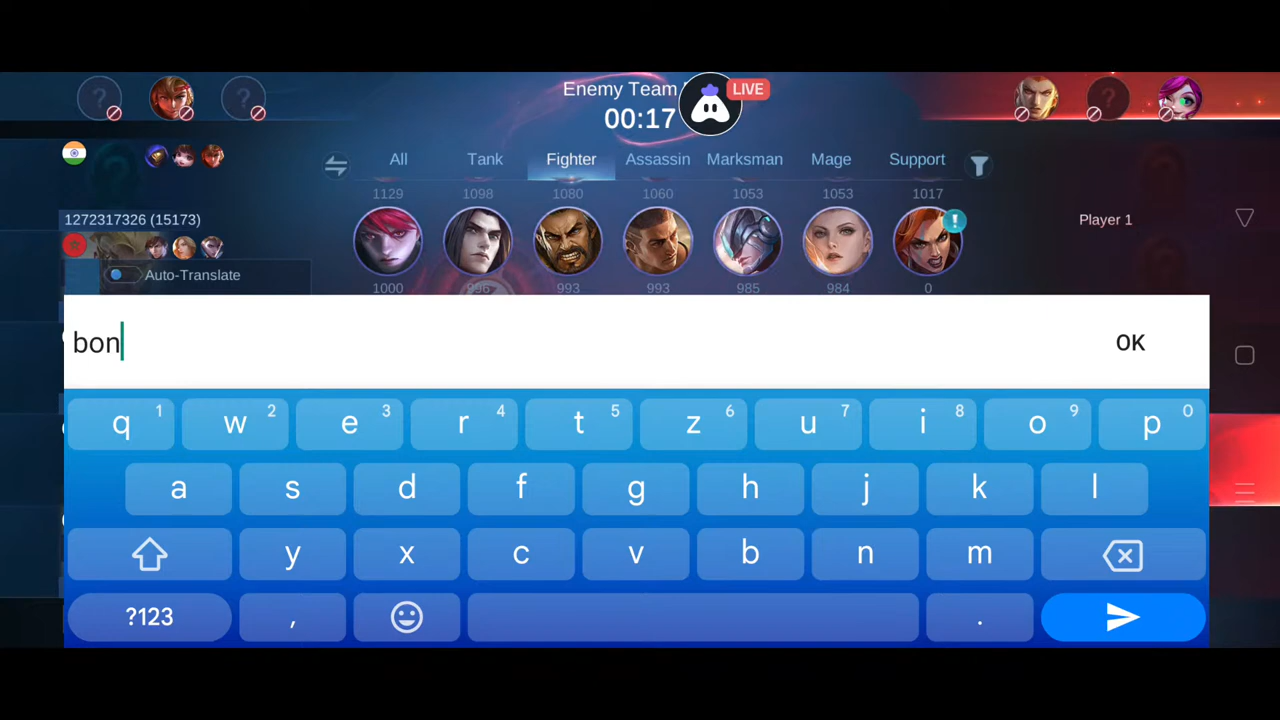 Enemy Team
LIVE
00:17
All Tank Fighter Assassin Marksman Mage Support
1129 1098 1080 1060 1053 1053 1017
1272317326 (15173)
Player 1
Auto-Translate
1000 996 993 993 985 984 0
bon
OK
q 1 w 2 e 3 r 4 t 5 z 6 u 7 i 8 o 9 p 0
a s d f g h j k l
y x c v b n m
?123 , .